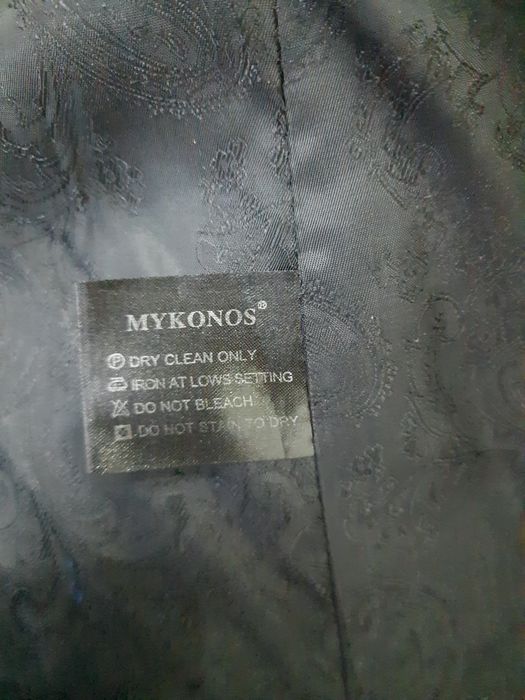 MYKONOS®
DRY CLEAN ONLY
IRON AT LOWS SETTING
DO NOT BLEACH
DO NOT STAIN TO DRY